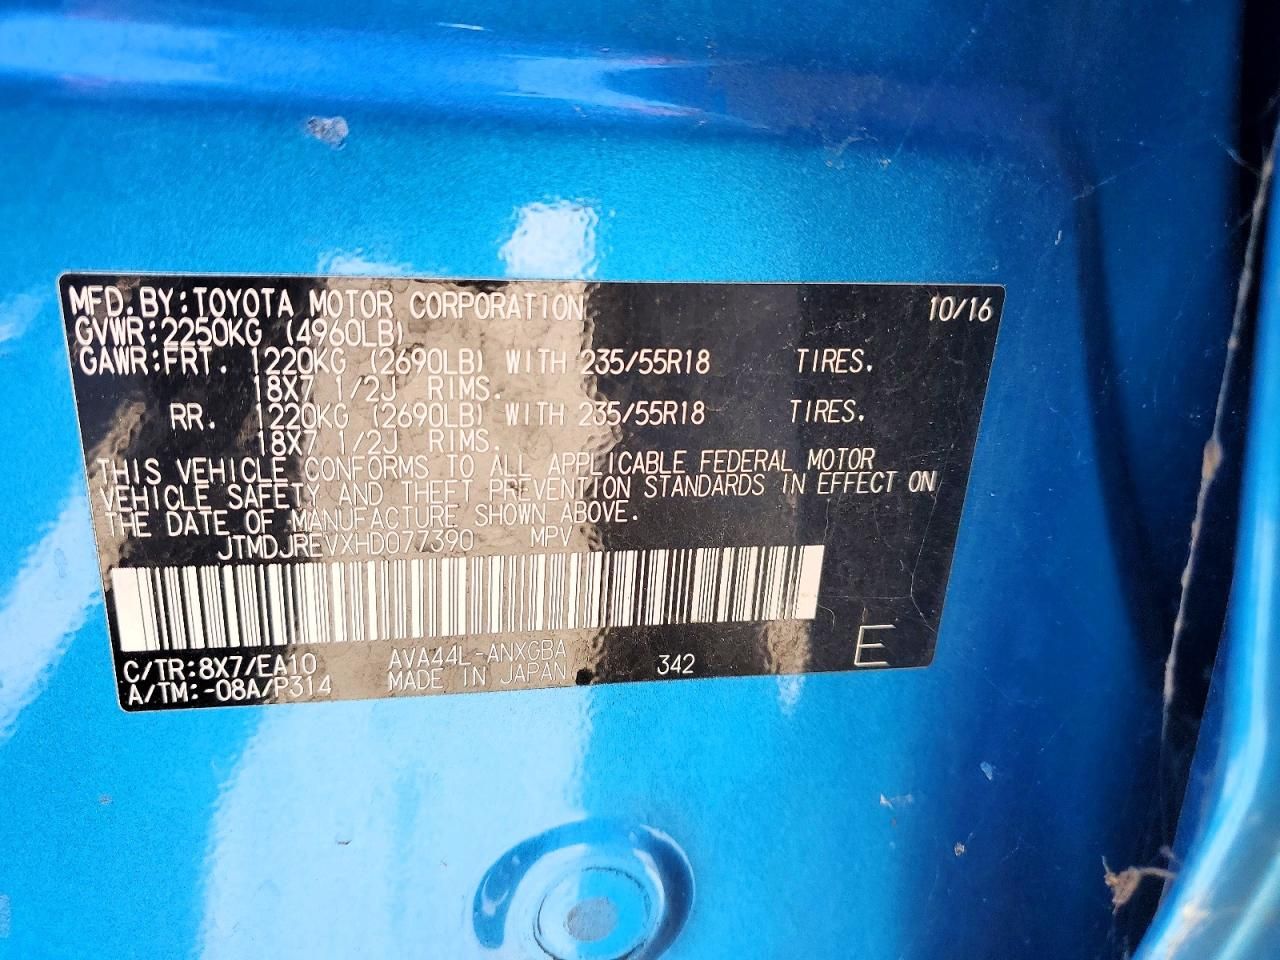 MFD.BY:TOYOTA MOTOR CORPORATION 10/16
GVWR:2250KG (4960LB)
GAWR:FRT. 1220KG (2690LB) WITH 235/55R18 TIRES.
18X7 1/2J RIMS.
RR. 1220KG (2690LB) WITH 235/55R18 TIRES.
18X7 1/2J RIMS.
THIS VEHICLE CONFORMS TO ALL APPLICABLE FEDERAL MOTOR
VEHICLE SAFETY AND THEFT PREVENTION STANDARDS IN EFFECT ON
THE DATE OF MANUFACTURE SHOWN ABOVE.
JTMDJREVXHD077390 MPV
C/TR:8X7/EA10 AVA44L-ANXGBA 342 E
A/TM:-08A/P314 MADE IN JAPAN